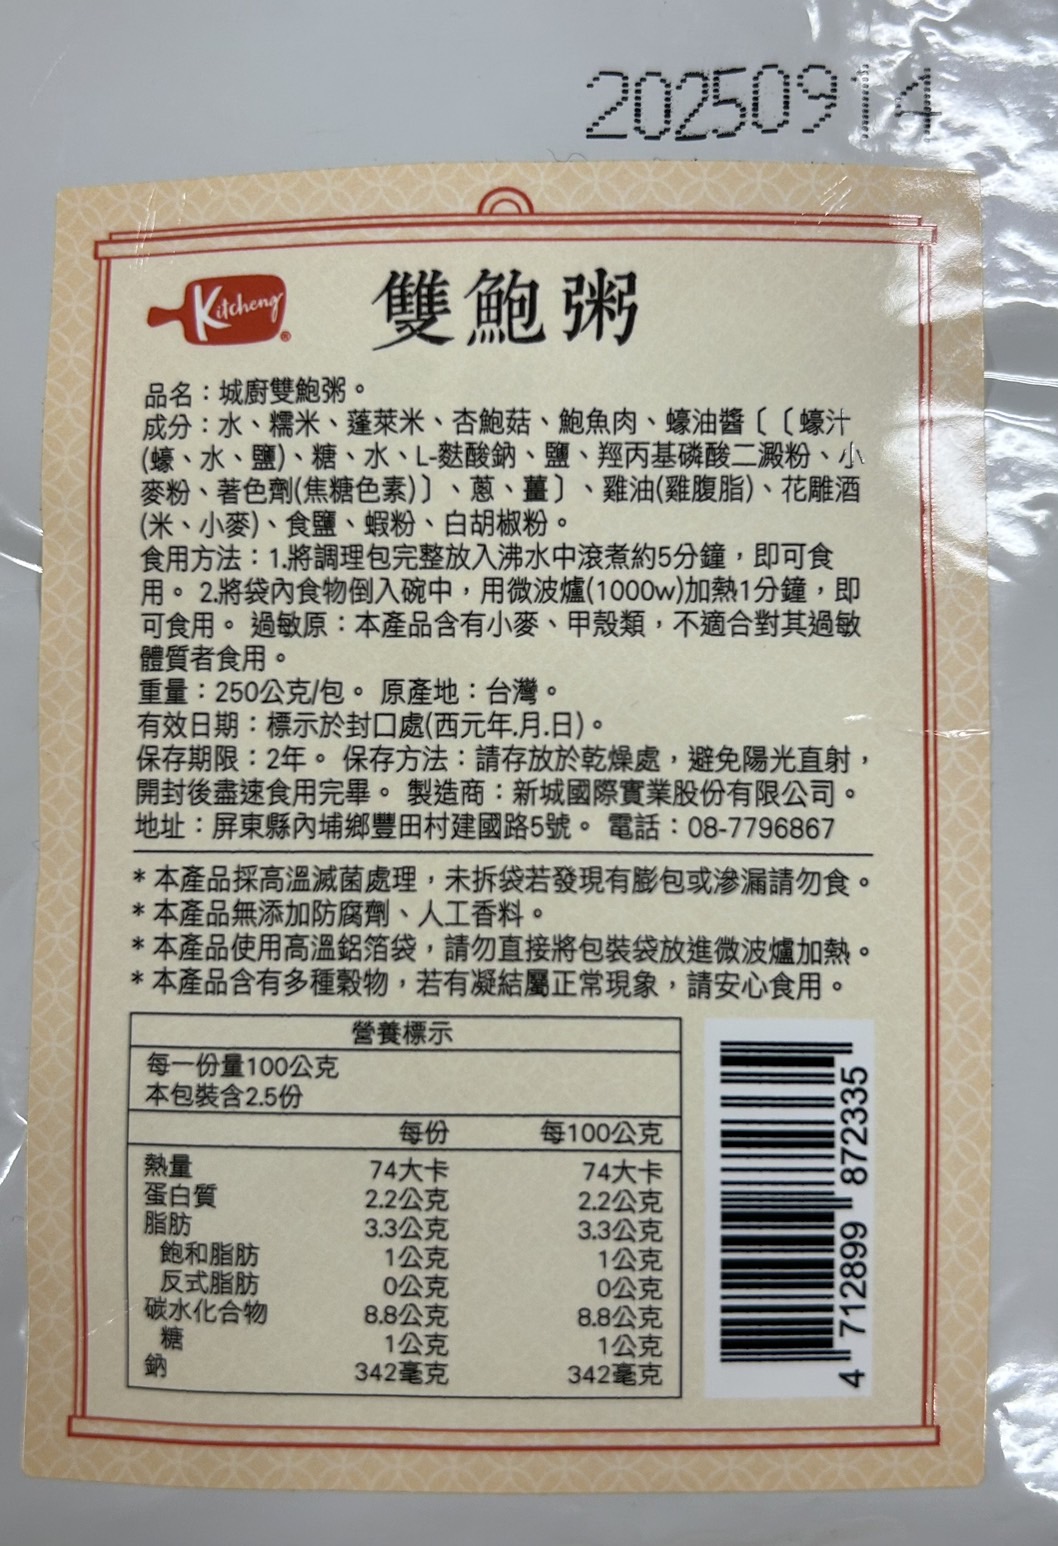 20250914
Kitcheng®
雙鮑粥
品名：城廚雙鮑粥。
成分：水、糯米、蓬萊米、杏鮑菇、鮑魚肉、蠔油醬〔〔蠔汁
(蠔、水、鹽)、糖、水、L-麩酸鈉、鹽、羥丙基磷酸二澱粉、小
麥粉、著色劑(焦糖色素)〕、蔥、薑〕、雞油(雞腹脂)、花雕酒
(米、小麥)、食鹽、蝦粉、白胡椒粉。
食用方法：1.將調理包完整放入沸水中滾煮約5分鐘，即可食
用。 2.將袋內食物倒入碗中，用微波爐(1000w)加熱1分鐘，即
可食用。 過敏原：本產品含有小麥、甲殼類，不適合對其過敏
體質者食用。
重量：250公克/包。 原產地：台灣。
有效日期：標示於封口處(西元年.月.日)。
保存期限：2年。 保存方法：請存放於乾燥處，避免陽光直射，
開封後盡速食用完畢。 製造商：新城國際實業股份有限公司。
地址：屏東縣內埔鄉豐田村建國路5號。 電話：08-7796867
*本產品採高溫滅菌處理，未拆袋若發現有膨包或滲漏請勿食。
*本產品無添加防腐劑、人工香料。
*本產品使用高溫鋁箔袋，請勿直接將包裝袋放進微波爐加熱。
*本產品含有多種穀物，若有凝結屬正常現象，請安心食用。
營養標示
每一份量100公克
本包裝含2.5份
每份 每100公克
熱量 74大卡 74大卡
蛋白質 2.2公克 2.2公克
脂肪 3.3公克 3.3公克
飽和脂肪 1公克 1公克
反式脂肪 0公克 0公克
碳水化合物 8.8公克 8.8公克
糖 1公克 1公克
鈉 342毫克 342毫克
4 712899 872335